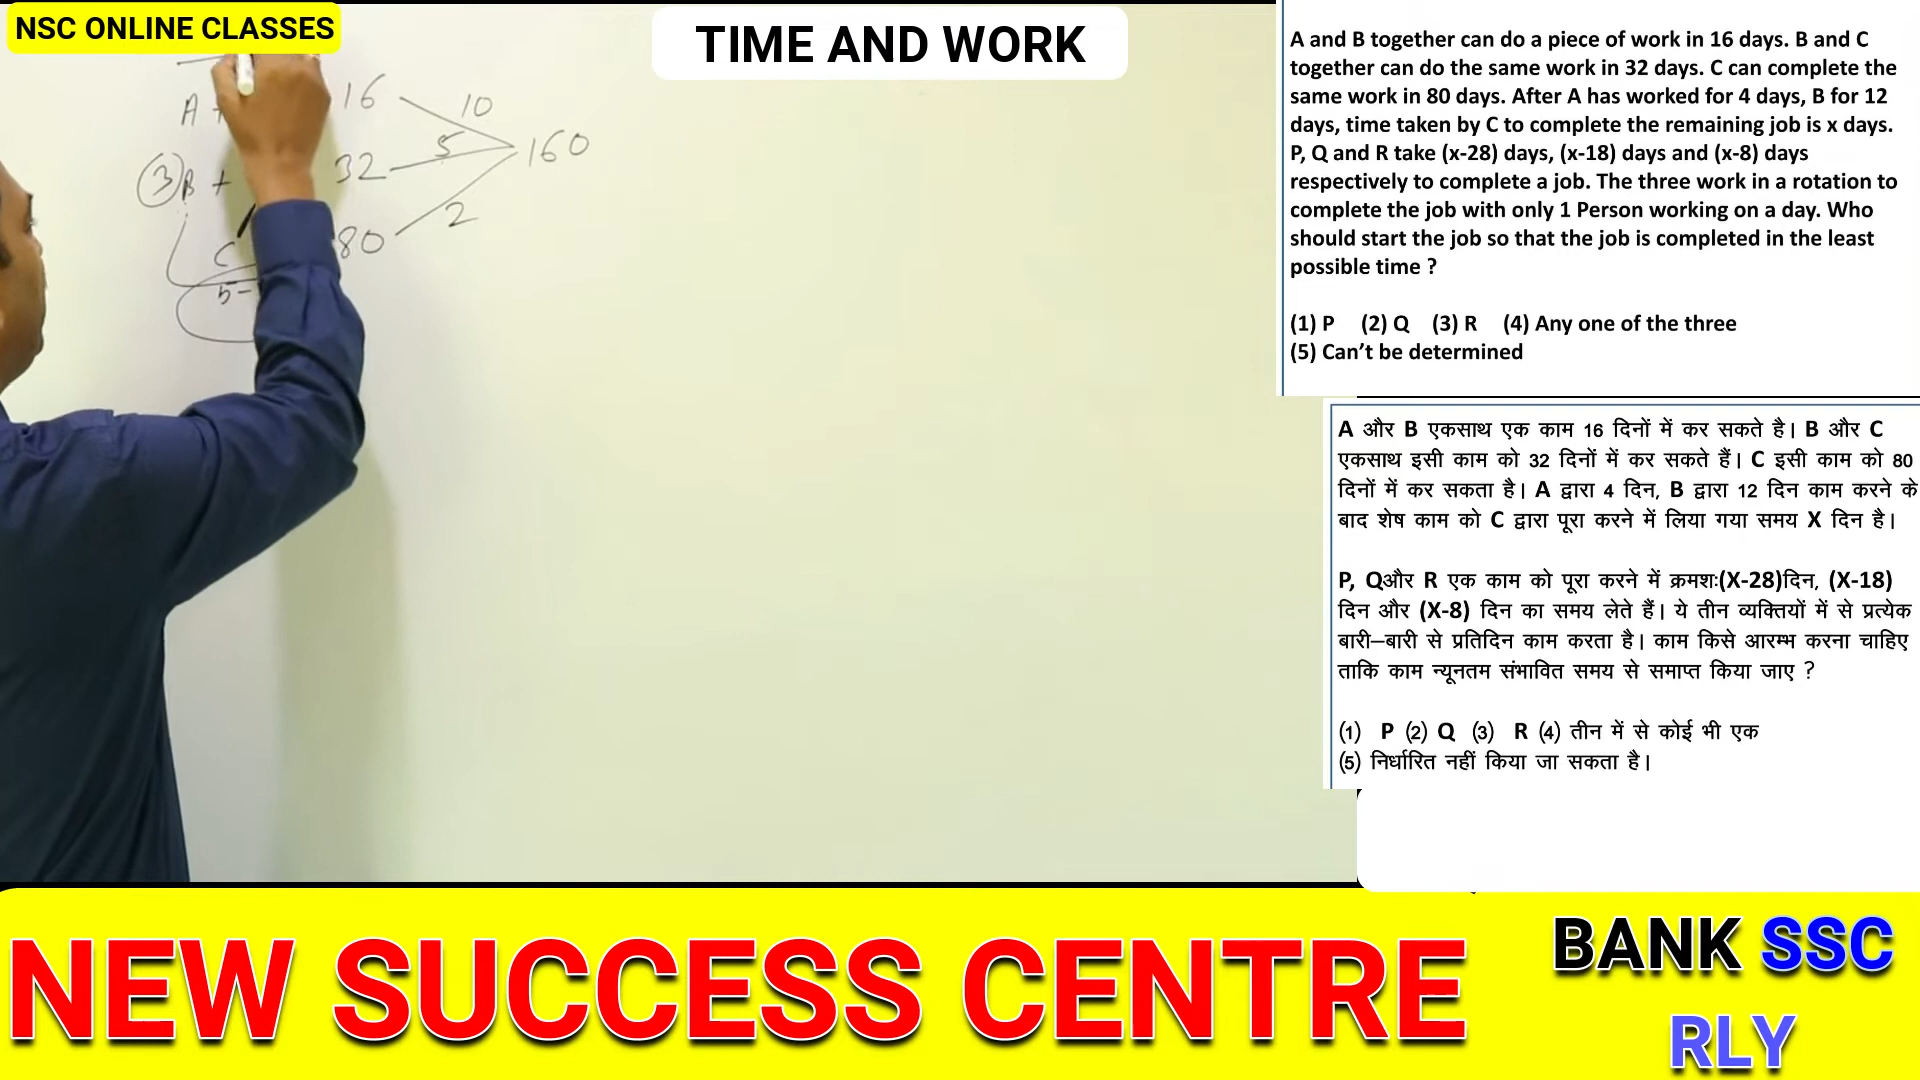 NSC ONLINE CLASSES
TIME AND WORK
A + 16 10
③ B + 32 5 160
C 80 2
5-
A and B together can do a piece of work in 16 days. B and C
together can do the same work in 32 days. C can complete the
same work in 80 days. After A has worked for 4 days, B for 12
days, time taken by C to complete the remaining job is x days.
P, Q and R take (x-28) days, (x-18) days and (x-8) days
respectively to complete a job. The three work in a rotation to
complete the job with only 1 Person working on a day. Who
should start the job so that the job is completed in the least
possible time ?
(1) P (2) Q (3) R (4) Any one of the three
(5) Can’t be determined
A और B एकसाथ एक काम 16 दिनों में कर सकते है। B और C
एकसाथ इसी काम को 32 दिनों में कर सकते हैं। C इसी काम को 80
दिनों में कर सकता है। A द्वारा 4 दिन, B द्वारा 12 दिन काम करने के
बाद शेष काम को C द्वारा पूरा करने में लिया गया समय X दिन है।
P, Qऔर R एक काम को पूरा करने में क्रमशः(X-28)दिन, (X-18)
दिन और (X-8) दिन का समय लेते हैं। ये तीन व्यक्तियों में से प्रत्येक
बारी–बारी से प्रतिदिन काम करता है। काम किसे आरम्भ करना चाहिए
ताकि काम न्यूनतम संभावित समय से समाप्त किया जाए ?
(1) P (2) Q (3) R (4) तीन में से कोई भी एक
(5) निर्धारित नहीं किया जा सकता है।
NEW SUCCESS CENTRE
BANK SSC
RLY